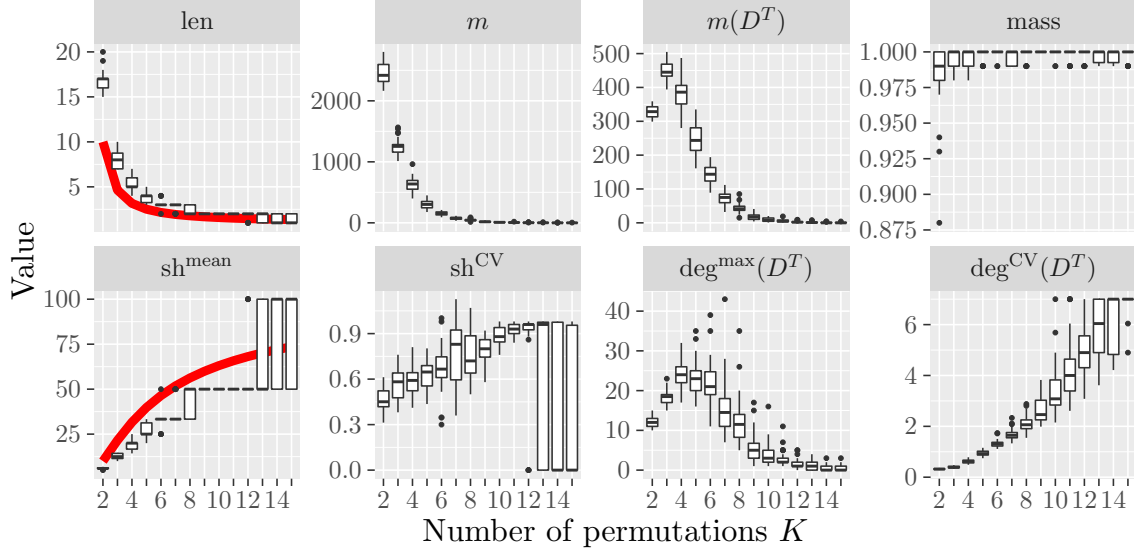 len m m(D^T) mass
20 15 10 5
2000 1000 0
500 400 300 200 100 0
1.000 0.975 0.950 0.925 0.900 0.875
Value
sh^mean sh^CV deg^max(D^T) deg^CV(D^T)
100 75 50 25
0.9 0.6 0.3 0.0
40 30 20 10 0
6 4 2 0
2 4 6 8 10 12 14 2 4 6 8 10 12 14 2 4 6 8 10 12 14 2 4 6 8 10 12 14
Number of permutations K